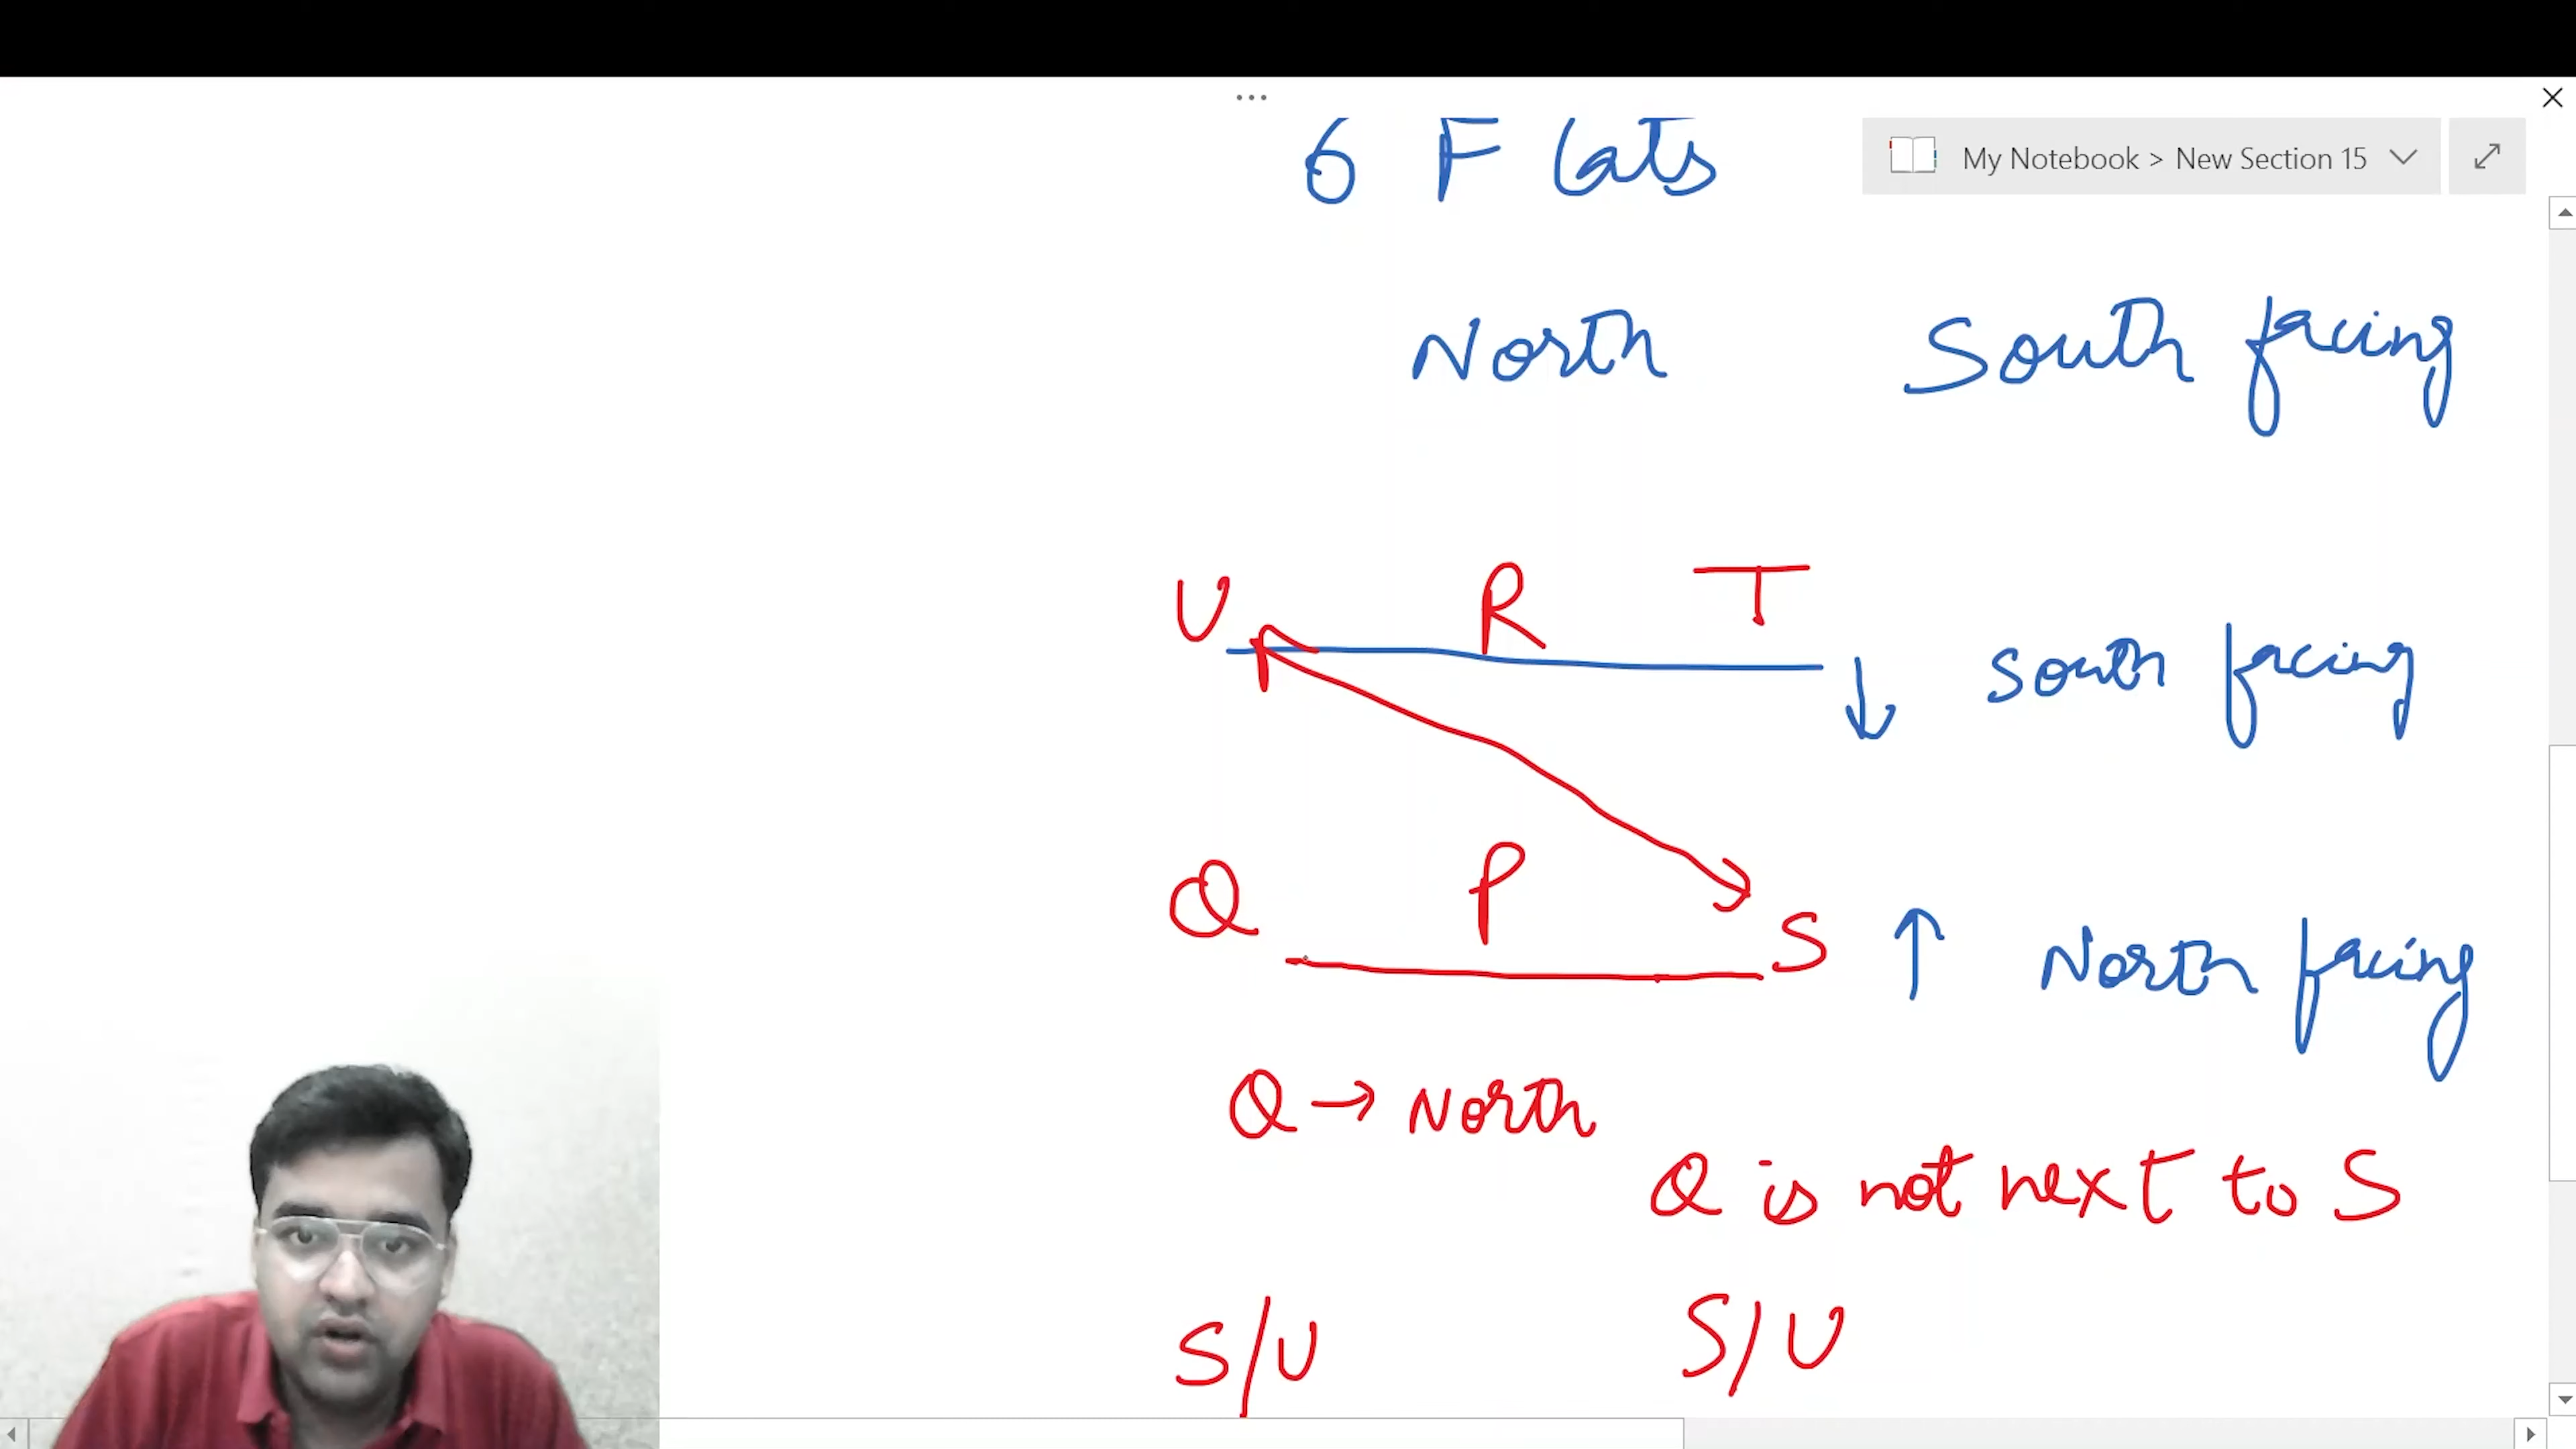 6 Flats
My Notebook > New Section 15
North South facing
U R T
South facing
Q P S
North facing
Q → North
Q is not next to S
S/U S/U